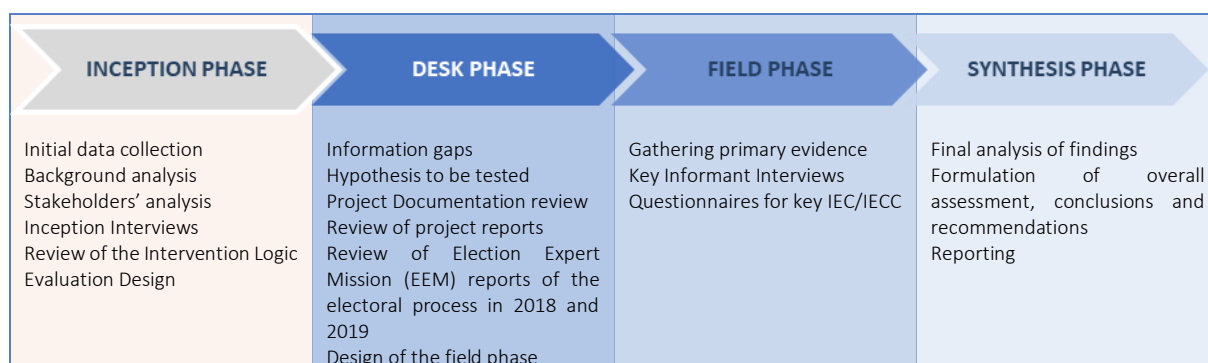 INCEPTION PHASE
DESK PHASE
FIELD PHASE
SYNTHESIS PHASE
Initial data collection
Background analysis
Stakeholders’ analysis
Inception Interviews
Review of the Intervention Logic
Evaluation Design
Information gaps
Hypothesis to be tested
Project Documentation review
Review of project reports
Review of Election Expert
Mission (EEM) reports of the
electoral process in 2018 and
2019
Design of the field phase
Gathering primary evidence
Key Informant Interviews
Questionnaires for key IEC/IECC
Final analysis of findings
Formulation of overall
assessment, conclusions and
recommendations
Reporting